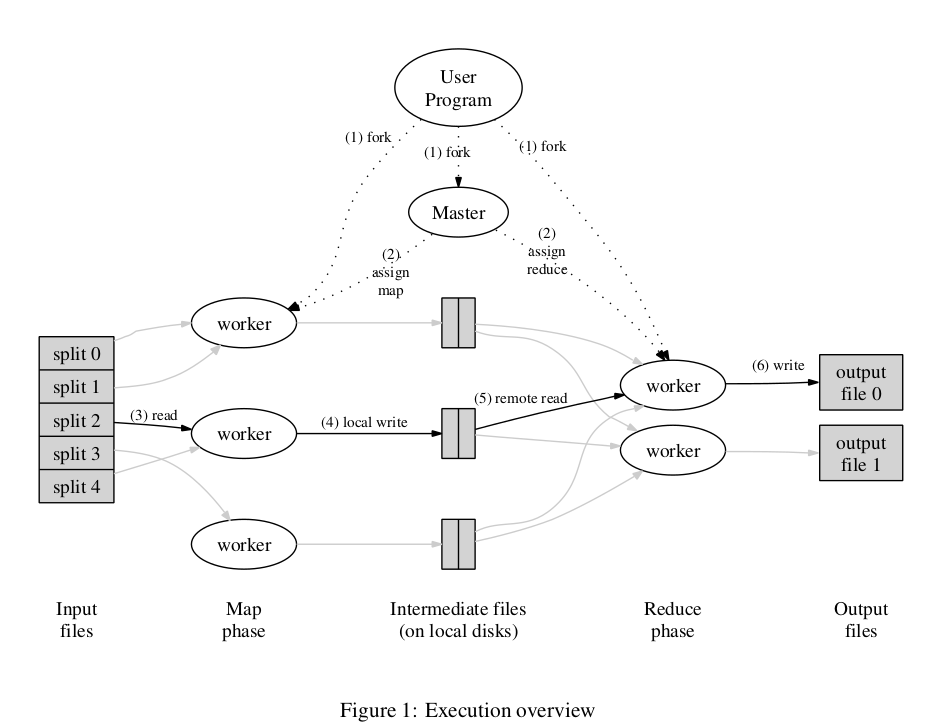 User
Program
(1) fork
(1) fork
(1) fork
Master
(2)
assign
map
(2)
assign
reduce
worker
split 0
split 1
split 2
split 3
split 4
(3) read
worker
(4) local write
(5) remote read
worker
worker
(6) write
output
file 0
output
file 1
worker
Input
files
Map
phase
Intermediate files
(on local disks)
Reduce
phase
Output
files
Figure 1: Execution overview